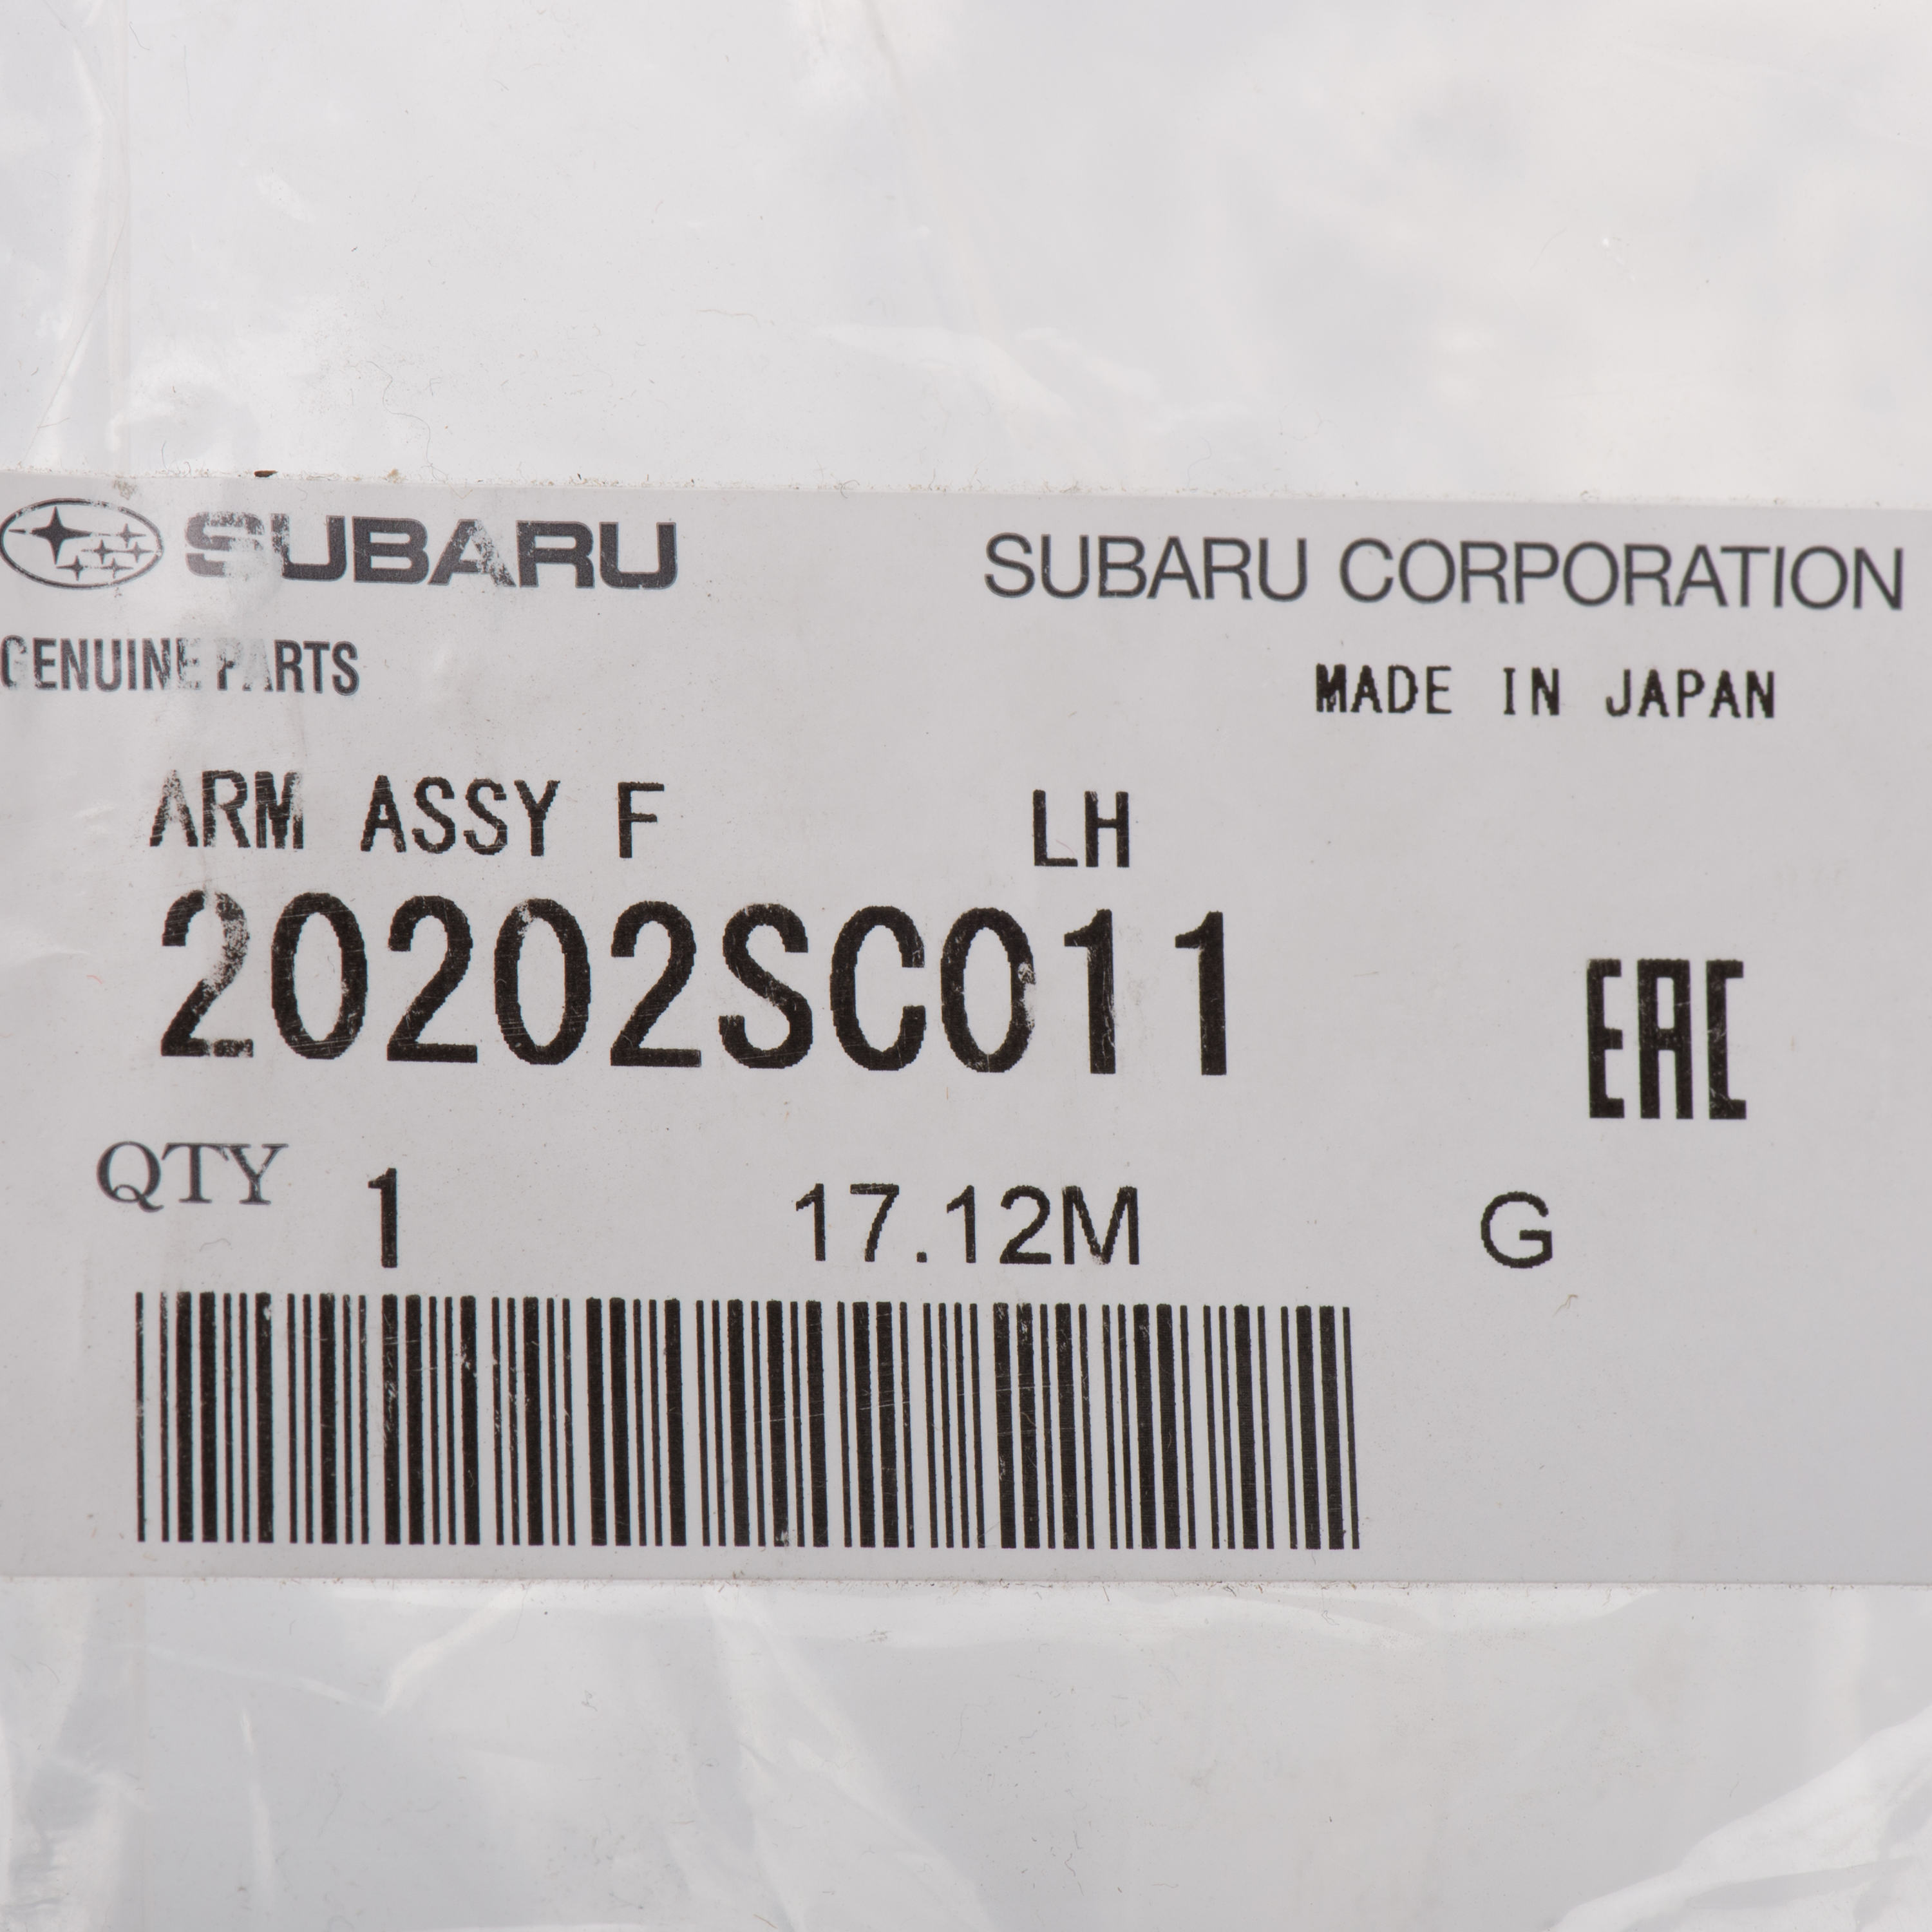 SUBARU SUBARU CORPORATION
GENUINE PARTS MADE IN JAPAN
ARM ASSY F LH
20202SC011
EAC
QTY 1 17.12M G